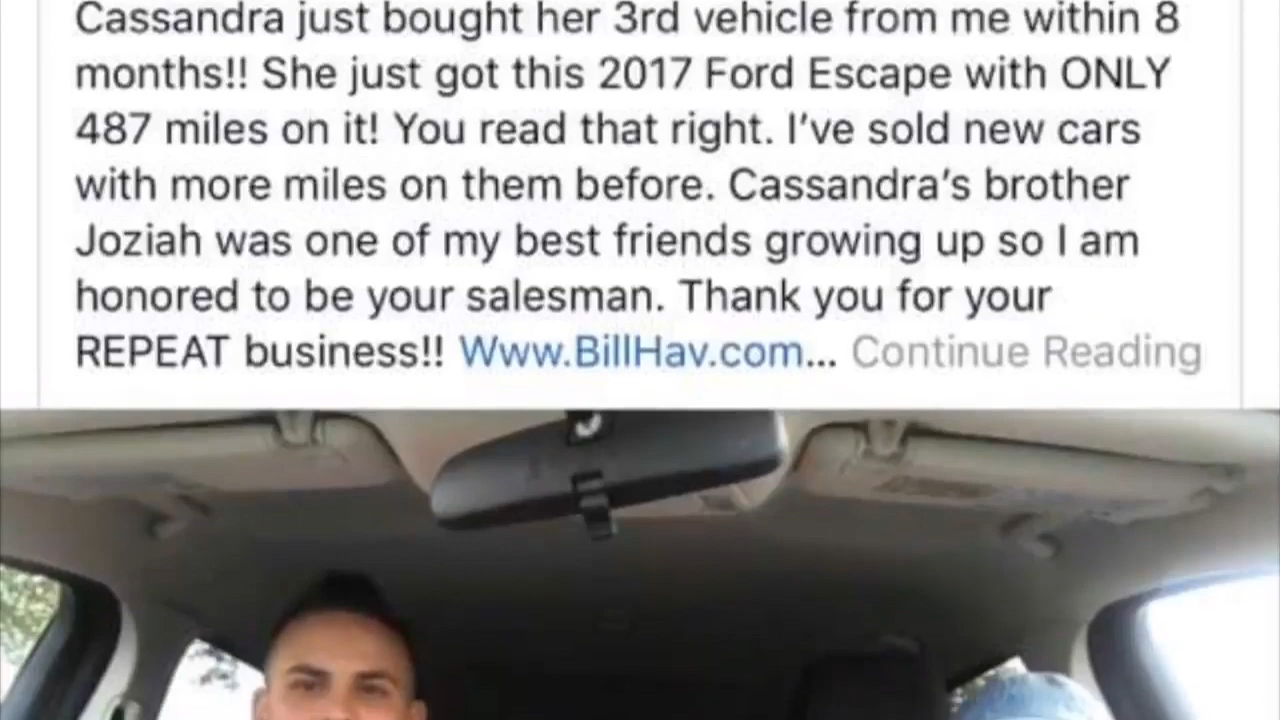 Cassandra just bought her 3rd vehicle from me within 8
months!! She just got this 2017 Ford Escape with ONLY
487 miles on it! You read that right. I’ve sold new cars
with more miles on them before. Cassandra’s brother
Joziah was one of my best friends growing up so I am
honored to be your salesman. Thank you for your
REPEAT business!! Www.BillHav.com... Continue Reading